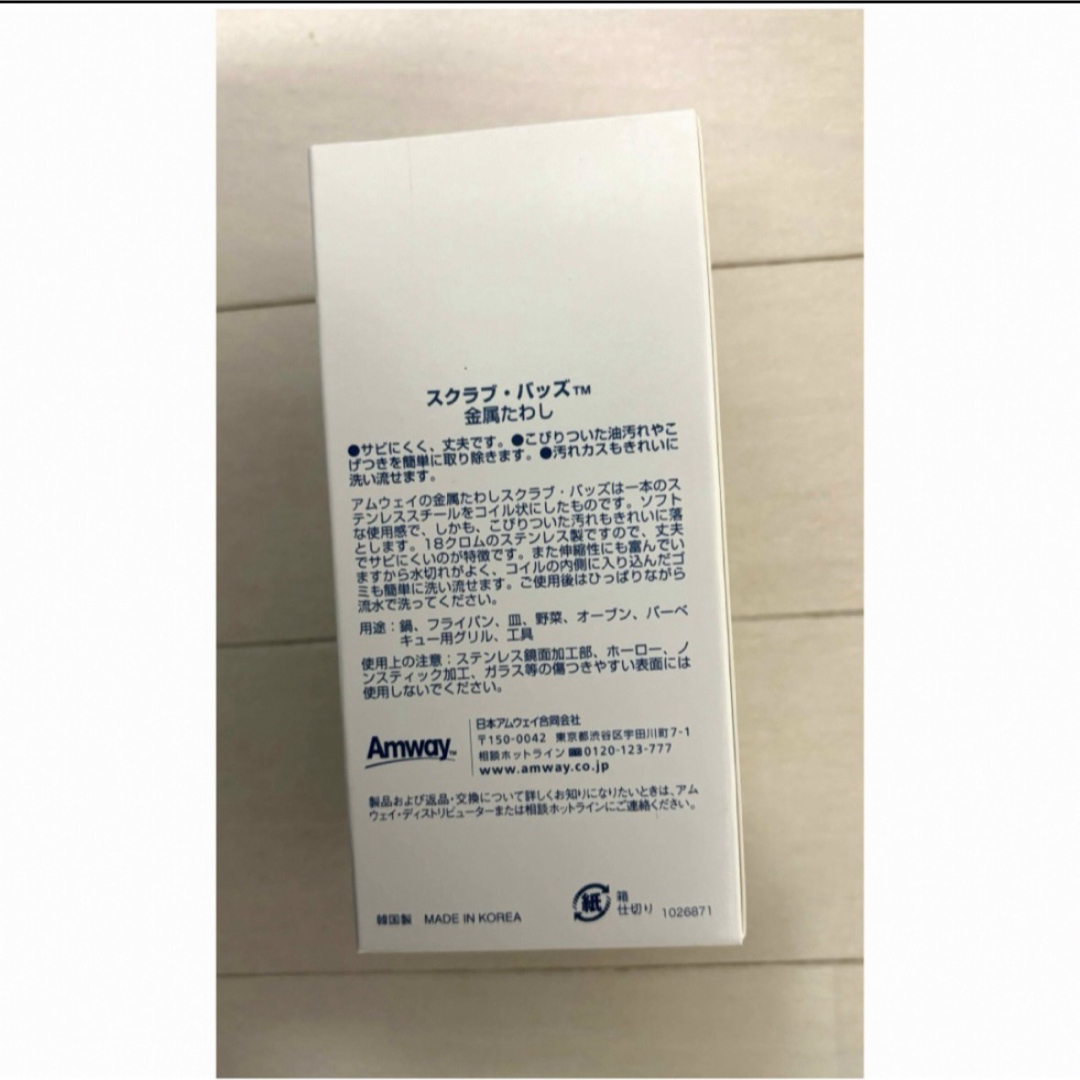 スクラブ・バッズ™
金属たわし
●サビにくく、丈夫です。●こびりついた油汚れやこ
げつきを簡単に取り除きます。●汚れカスもきれいに
洗い流せます。
アムウェイの金属たわしスクラブ・バッズは一本のス
テンレススチールをコイル状にしたものです。ソフト
な使用感で、しかも、こびりついた汚れもきれいに落
とします。18クロムのステンレス製ですので、丈夫
でサビにくいのが特徴です。また伸縮性にも富んでい
ますから水切れがよく、コイルの内側に入り込んだゴ
ミも簡単に洗い流せます。ご使用後はひっぱりながら
流水で洗ってください。
用途：鍋、フライパン、皿、野菜、オーブン、バーベ
キュー用グリル、工具
使用上の注意：ステンレス鏡面加工部、ホーロー、ノ
ンスティック加工、ガラス等の傷つきやすい表面には
使用しないでください。
Amway™
日本アムウェイ合同会社
〒150-0042 東京都渋谷区宇田川町7-1
相談ホットライン 0120-123-777
www.amway.co.jp
製品および返品・交換について詳しくお知りになりたいときは、アム
ウェイ・ディストリビューターまたは相談ホットラインにご連絡ください。
紙
箱
仕切り
1026871
韓国製 MADE IN KOREA